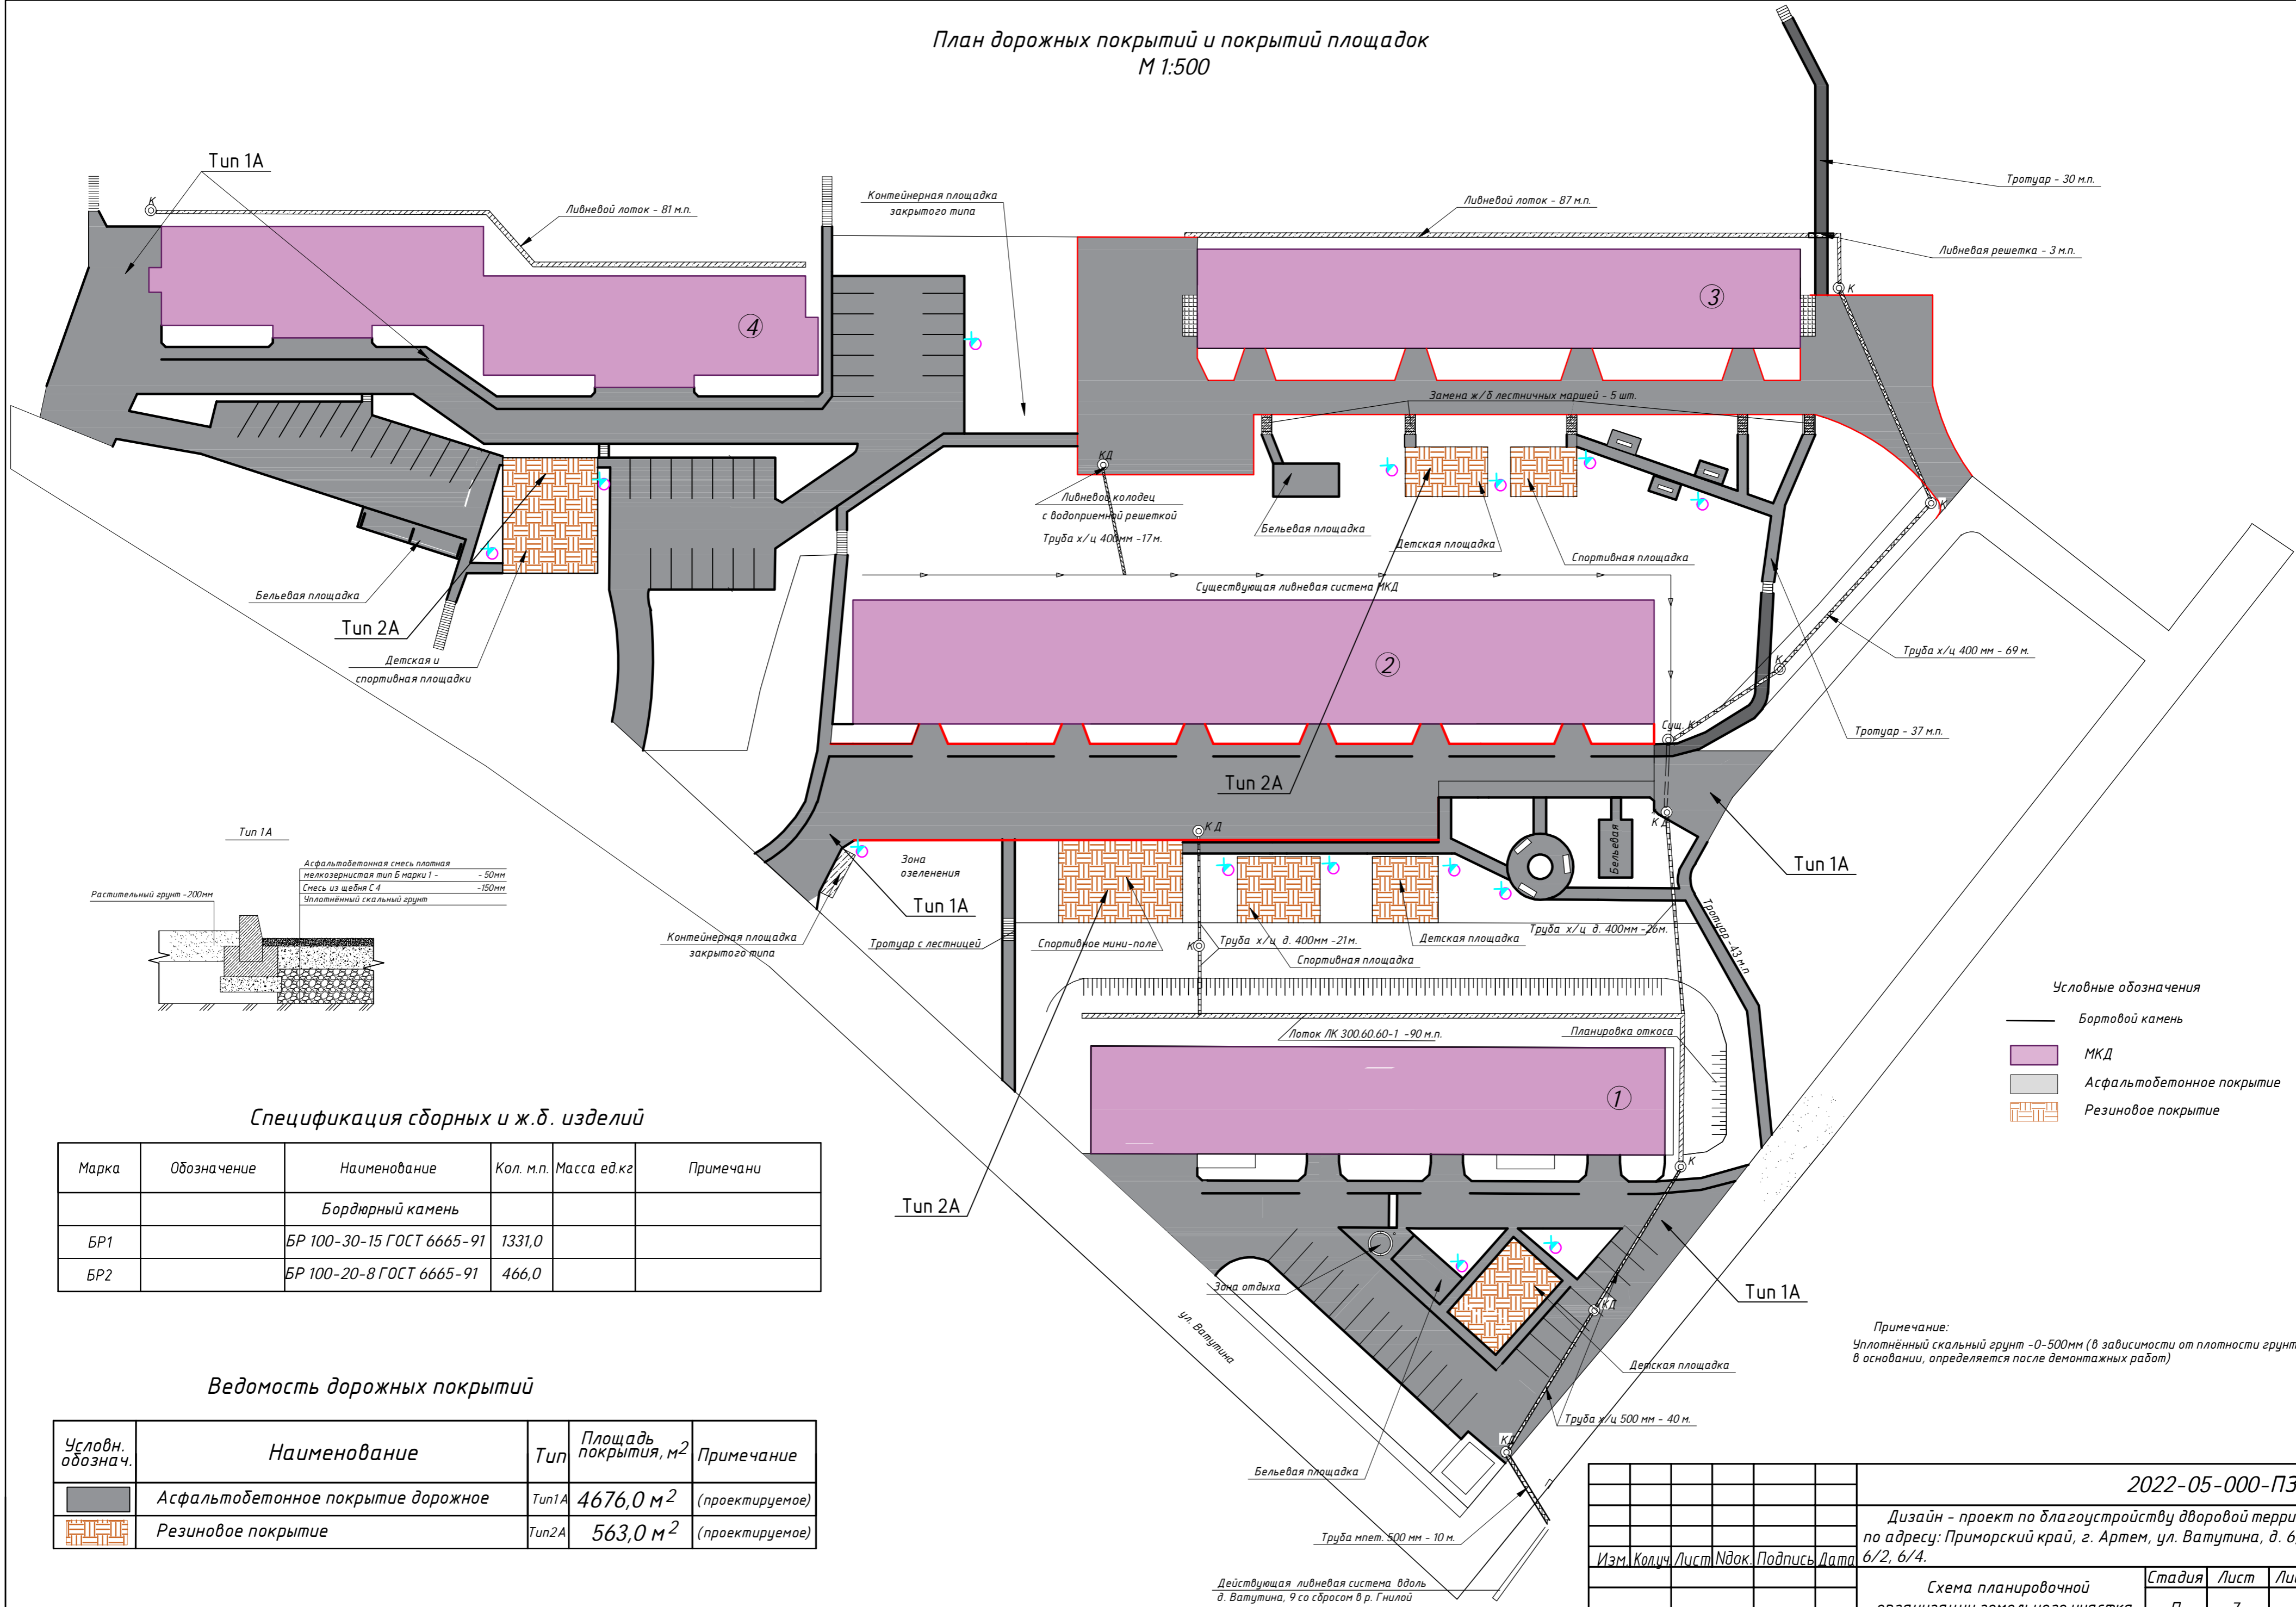 План дорожных покрытий и покрытий площадок
М 1:500
Тип 1А
К
Ливневой лоток - 81 м.п.
Контейнерная площадка
закрытого типа
Ливневой лоток - 87 м.п.
Тротуар - 30 м.п.
Ливневая решетка - 3 м.п.
4
3
К
Замена ж/б лестничных маршей - 5 шт.
КД
Ливневой колодец
с водоприемной решеткой
Труба х/ц 400мм -17м.
Бельевая площадка
Детская площадка
Спортивная площадка
К
Существующая ливневая система МКД
Бельевая площадка
Тип 2А
Детская и
спортивная площадки
2
К
Труба х/ц 400 мм - 69 м.
Сущ. К
Тротуар - 37 м.п.
Тип 2А
КД
К Д
Бельевая
Тип 1А
Зона
озеленения
Тип 1А
Контейнерная площадка
закрытого типа
Тротуар с лестницей
Спортивное мини-поле
К
Труба х/ц д. 400мм -21м.
Спортивная площадка
Детская площадка
Труба х/ц д. 400мм -26м.
Тротуар -43 м.п
Тип 1А
Асфальтобетонная смесь плотная
мелкозернистая тип Б марки 1 - - 50мм
Смесь из щебня С 4 -150мм
Уплотнённый скальный грунт
Растительный грунт -200мм
Лоток ЛК 300.60.60-1 -90 м.п.
Планировка откоса
1
К
Условные обозначения
Бортовой камень
МКД
Асфальтобетонное покрытие
Резиновое покрытие
Спецификация сборных и ж.б. изделий
Марка Обозначение Наименование Кол. м.п. Масса ед.кг Примечани
Бордюрный камень
БР1 БР 100-30-15 ГОСТ 6665-91 1331,0
БР2 БР 100-20-8 ГОСТ 6665-91 466,0
Тип 2А
Зона отдыха
ул. Ватутина
КД
Тип 1А
Детская площадка
Труба х/ц 500 мм - 40 м.
КД
Бельевая площадка
Труба мпет. 500 мм - 10 м.
Действующая ливневая система вдоль
д. Ватутина, 9 со сбросом в р. Гнилой
Примечание:
Уплотнённый скальный грунт -0-500мм (в зависимости от плотности грунт
в основании, определяется после демонтажных работ)
Ведомость дорожных покрытий
Условн. обознач. Наименование Тип Площадь покрытия, м2 Примечание
Асфальтобетонное покрытие дорожное Тип1А 4676,0 м2 (проектируемое)
Резиновое покрытие Тип2А 563,0 м2 (проектируемое)
2022-05-000-ПЗ
Дизайн - проект по благоустройству дворовой терри
по адресу: Приморский край, г. Артем, ул. Ватутина, д. 6,
6/2, 6/4.
Изм. Кол.уч Лист Nдок. Подпись Дата
Схема планировочной
Стадия Лист